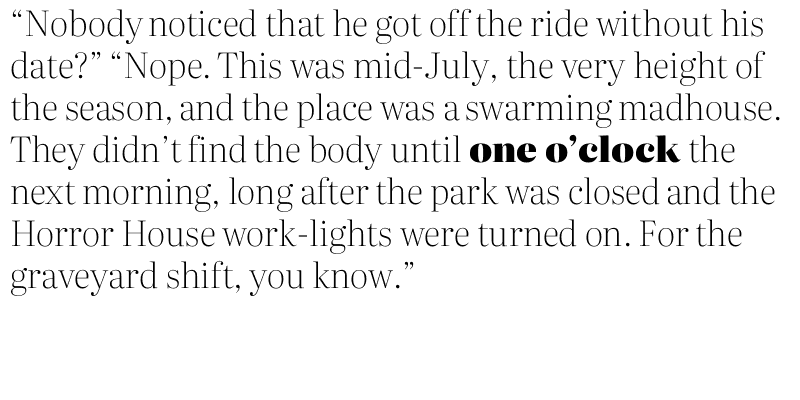 “Nobody noticed that he got off the ride without his
date?” “Nope. This was mid-July, the very height of
the season, and the place was a swarming madhouse.
They didn’t find the body until one o’clock the
next morning, long after the park was closed and the
Horror House work-lights were turned on. For the
graveyard shift, you know.”